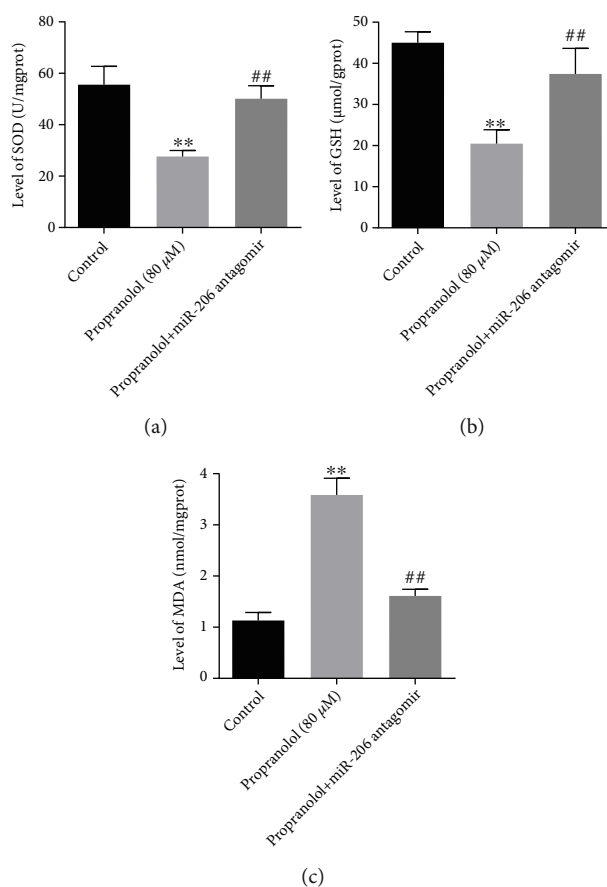 Level of SOD (U/mgprot)
80
60
40
20
0
**
##
Control
Propranolol (80 μM)
Propranolol+miR-206 antagomir
(a)
Level of GSH (μmol/gprot)
50
40
30
20
10
0
**
##
Control
Propranolol (80 μM)
Propranolol+miR-206 antagomir
(b)
Level of MDA (nmol/mgprot)
4
3
2
1
0
**
##
Control
Propranolol (80 μM)
Propranolol+miR-206 antagomir
(c)